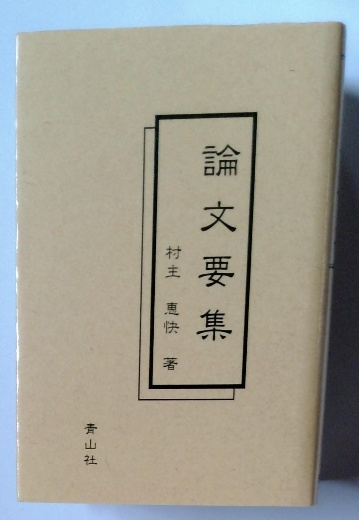 論文要集
村主 恵快 著
青山社